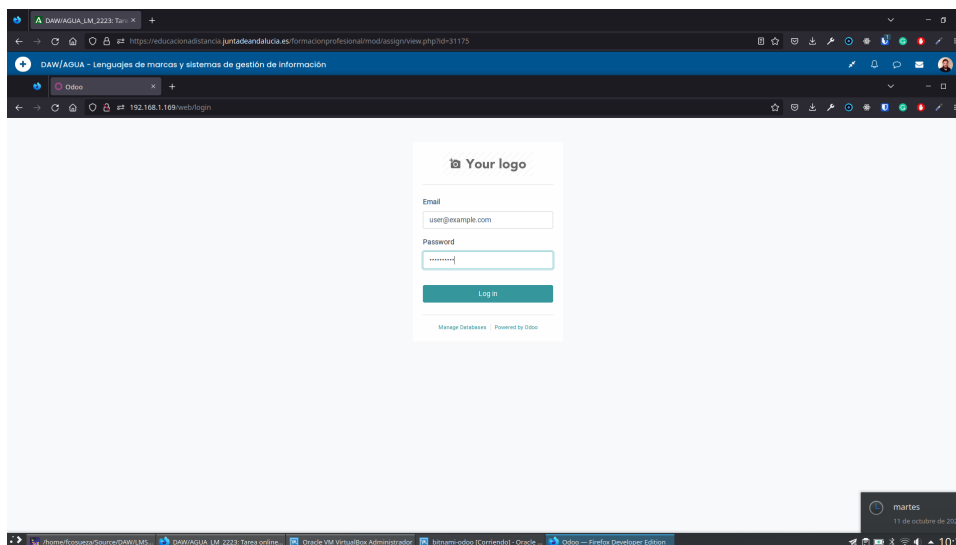 DAW/AGUA_LM_2223: Tar
https://educacionadistancia.juntadeandalucia.es/formacionprofesional/mod/assign/view.php?id=31175
DAW/AGUA - Lenguajes de marcas y sistemas de gestión de información
Odoo
192.168.1.169/web/login
Your logo
Email
user@example.com
Password
Log in
Manage Databases | Powered by Odoo
martes
11 de octubre de 202
/home/fcosueza/Source/DAW/LMS... DAW/AGUA_LM_2223: Tarea online... Oracle VM VirtualBox Administrador bitnami-odoo [Corriendo] - Oracle ... Odoo — Firefox Developer Edition 10: